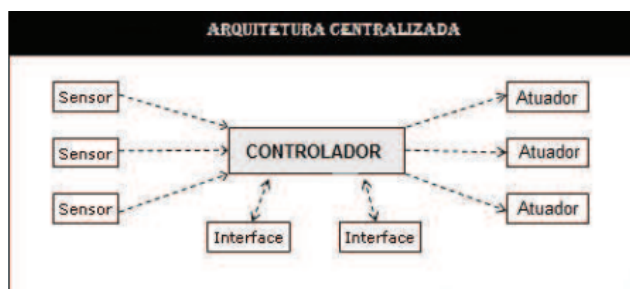 ARQUITETURA CENTRALIZADA
Sensor
Atuador
Sensor
CONTROLADOR
Atuador
Sensor
Atuador
Interface
Interface